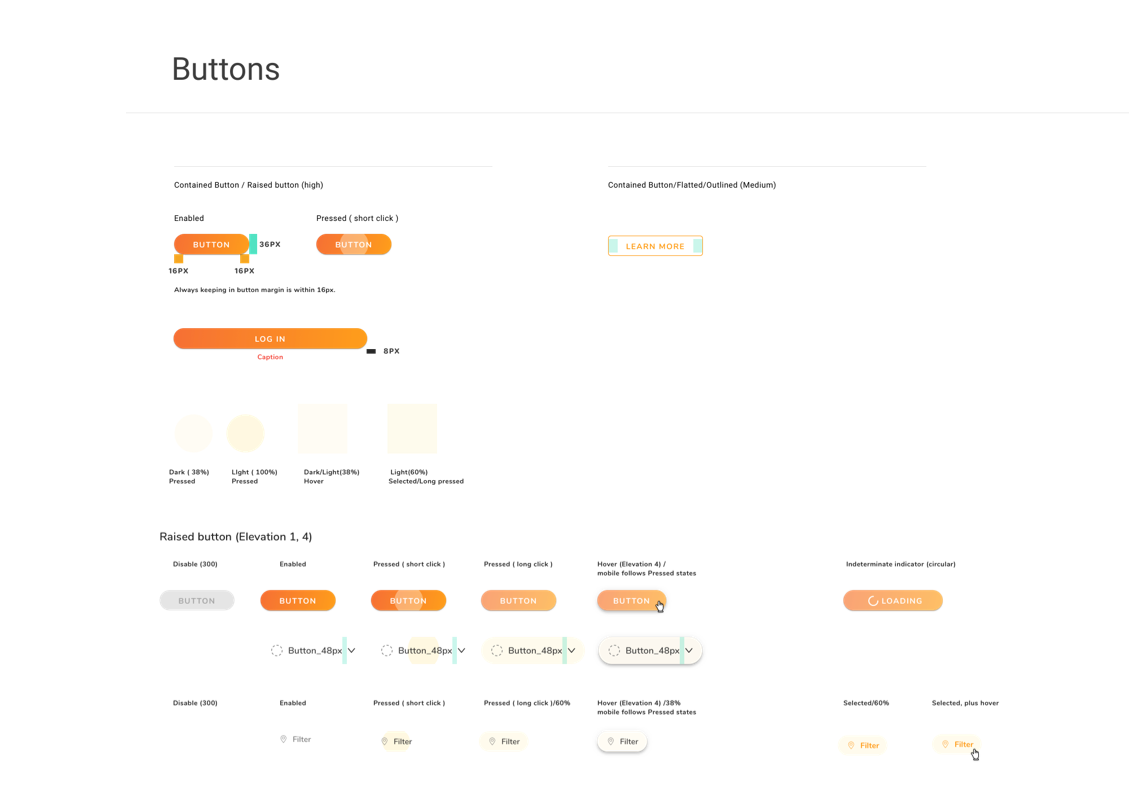 Buttons
Contained Button / Raised button (high)
Contained Button/Flatted/Outlined (Medium)
Enabled
Pressed ( short click )
BUTTON
36PX
BUTTON
LEARN MORE
16PX
16PX
Always keeping in button margin is within 16px.
LOG IN
8PX
Caption
Dark ( 38%)
Pressed
LIght ( 100%)
Pressed
Dark/Light(38%)
Hover
Light(60%)
Selected/Long pressed
Raised button (Elevation 1, 4)
Disable (300)
Enabled
Pressed ( short click )
Pressed ( long click )
Hover (Elevation 4) /
mobile follows Pressed states
Indeterminate indicator (circular)
BUTTON
BUTTON
BUTTON
BUTTON
BUTTON
LOADING
Button_48px
Button_48px
Button_48px
Button_48px
Disable (300)
Enabled
Pressed ( short click )
Pressed ( long click )/60%
Hover (Elevation 4) /38%
mobile follows Pressed states
Selected/60%
Selected, plus hover
Filter
Filter
Filter
Filter
Filter
Filter